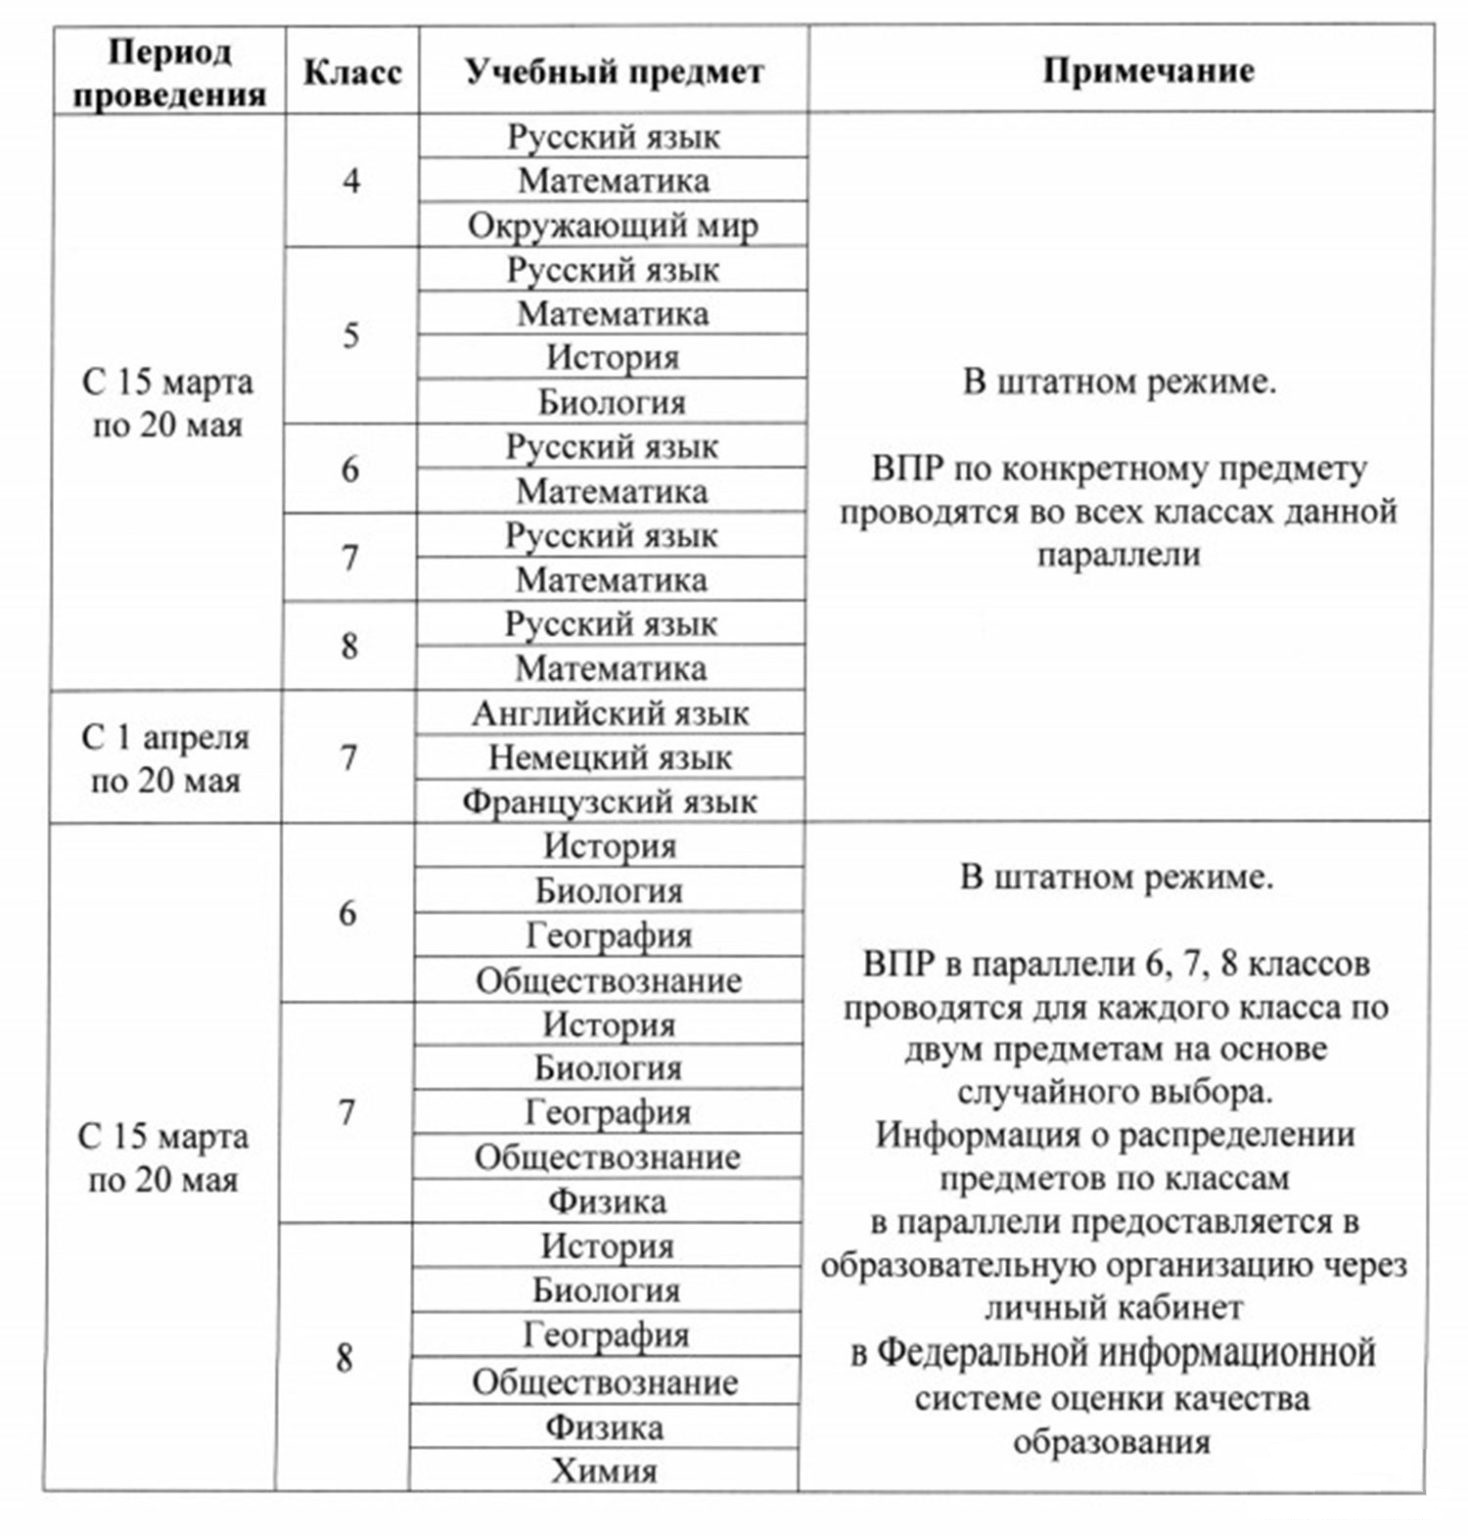 Период
проведения
Класс
Учебный предмет
Примечание
С 15 марта
по 20 мая
4
Русский язык
Математика
Окружающий мир
5
Русский язык
Математика
История
Биология
6
Русский язык
Математика
7
Русский язык
Математика
8
Русский язык
Математика
В штатном режиме.
ВПР по конкретному предмету
проводятся во всех классах данной
параллели
С 1 апреля
по 20 мая
7
Английский язык
Немецкий язык
Французский язык
С 15 марта
по 20 мая
6
История
Биология
География
Обществознание
7
История
Биология
География
Обществознание
Физика
8
История
Биология
География
Обществознание
Физика
Химия
В штатном режиме.
ВПР в параллели 6, 7, 8 классов
проводятся для каждого класса по
двум предметам на основе
случайного выбора.
Информация о распределении
предметов по классам
в параллели предоставляется в
образовательную организацию через
личный кабинет
в Федеральной информационной
системе оценки качества
образования